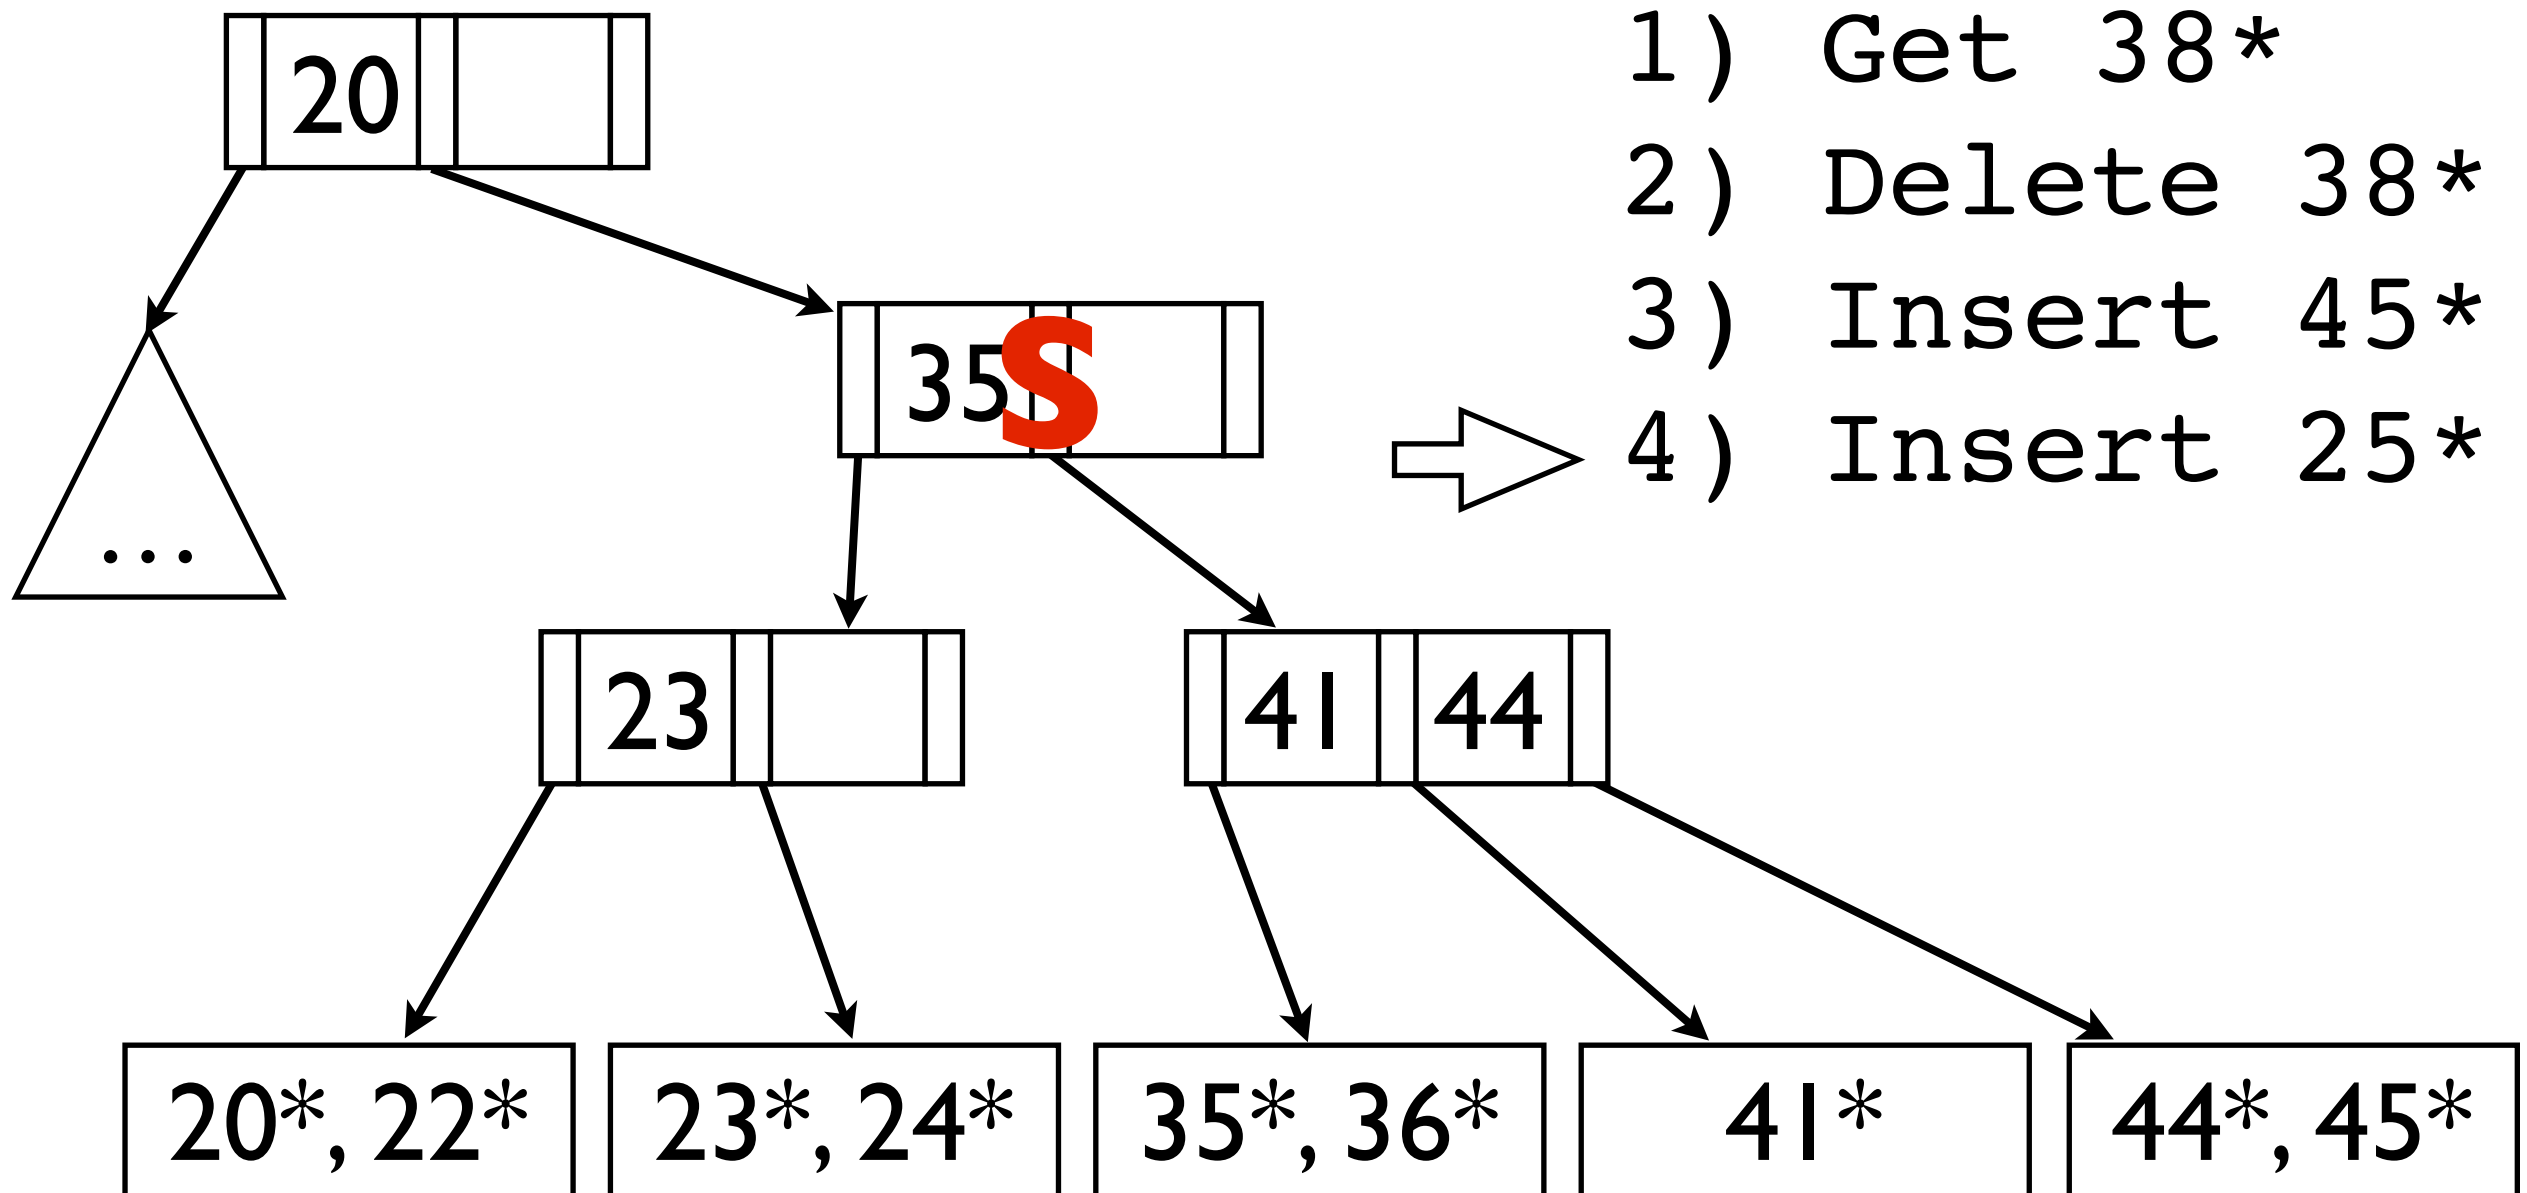 20
1) Get 38*
2) Delete 38*
3) Insert 45*
4) Insert 25*
35 S
...
23
41 44
20*, 22*
23*, 24*
35*, 36*
41*
44*, 45*